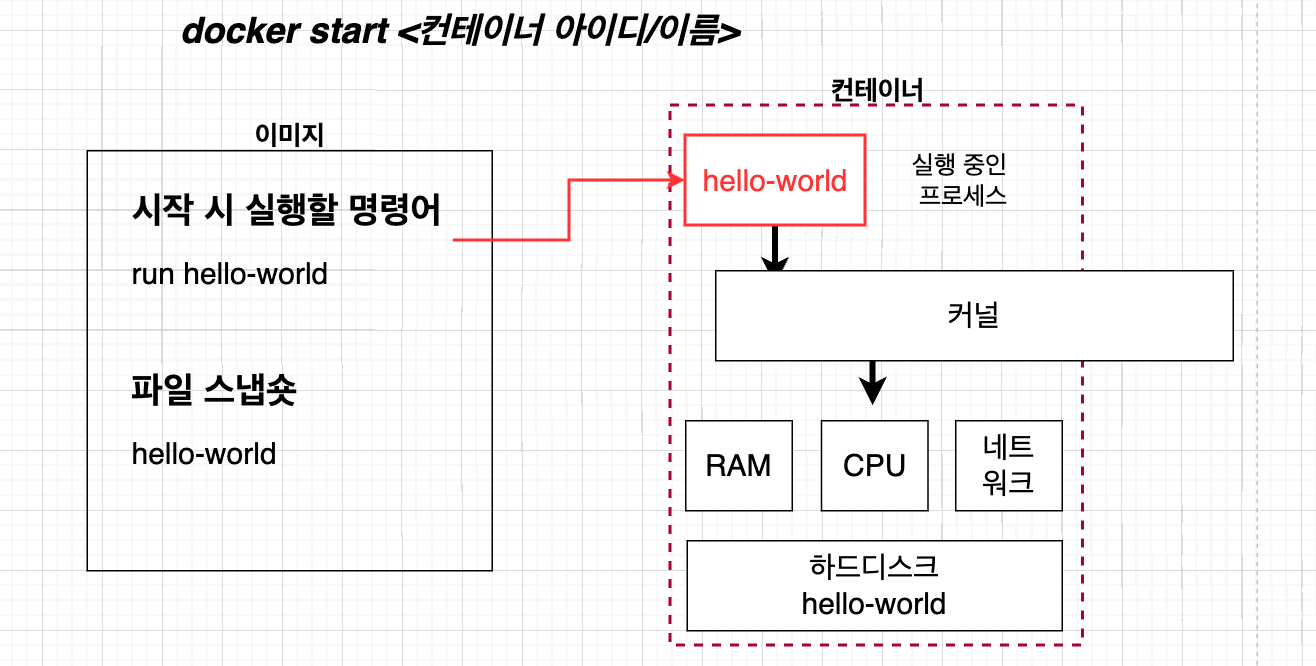 docker start <컨테이너 아이디/이름>
이미지
시작 시 실행할 명령어
run hello-world
파일 스냅숏
hello-world
컨테이너
hello-world
실행 중인
프로세스
커널
RAM
CPU
네트
워크
하드디스크
hello-world